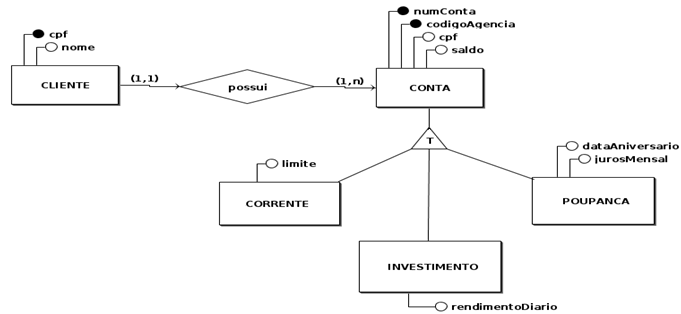 numConta
codigoAgencia
cpf
saldo
cpf
nome
CLIENTE
(1,1)
possui
(1,n)
CONTA
T
limite
CORRENTE
dataAniversario
jurosMensal
POUPANCA
INVESTIMENTO
rendimentoDiario